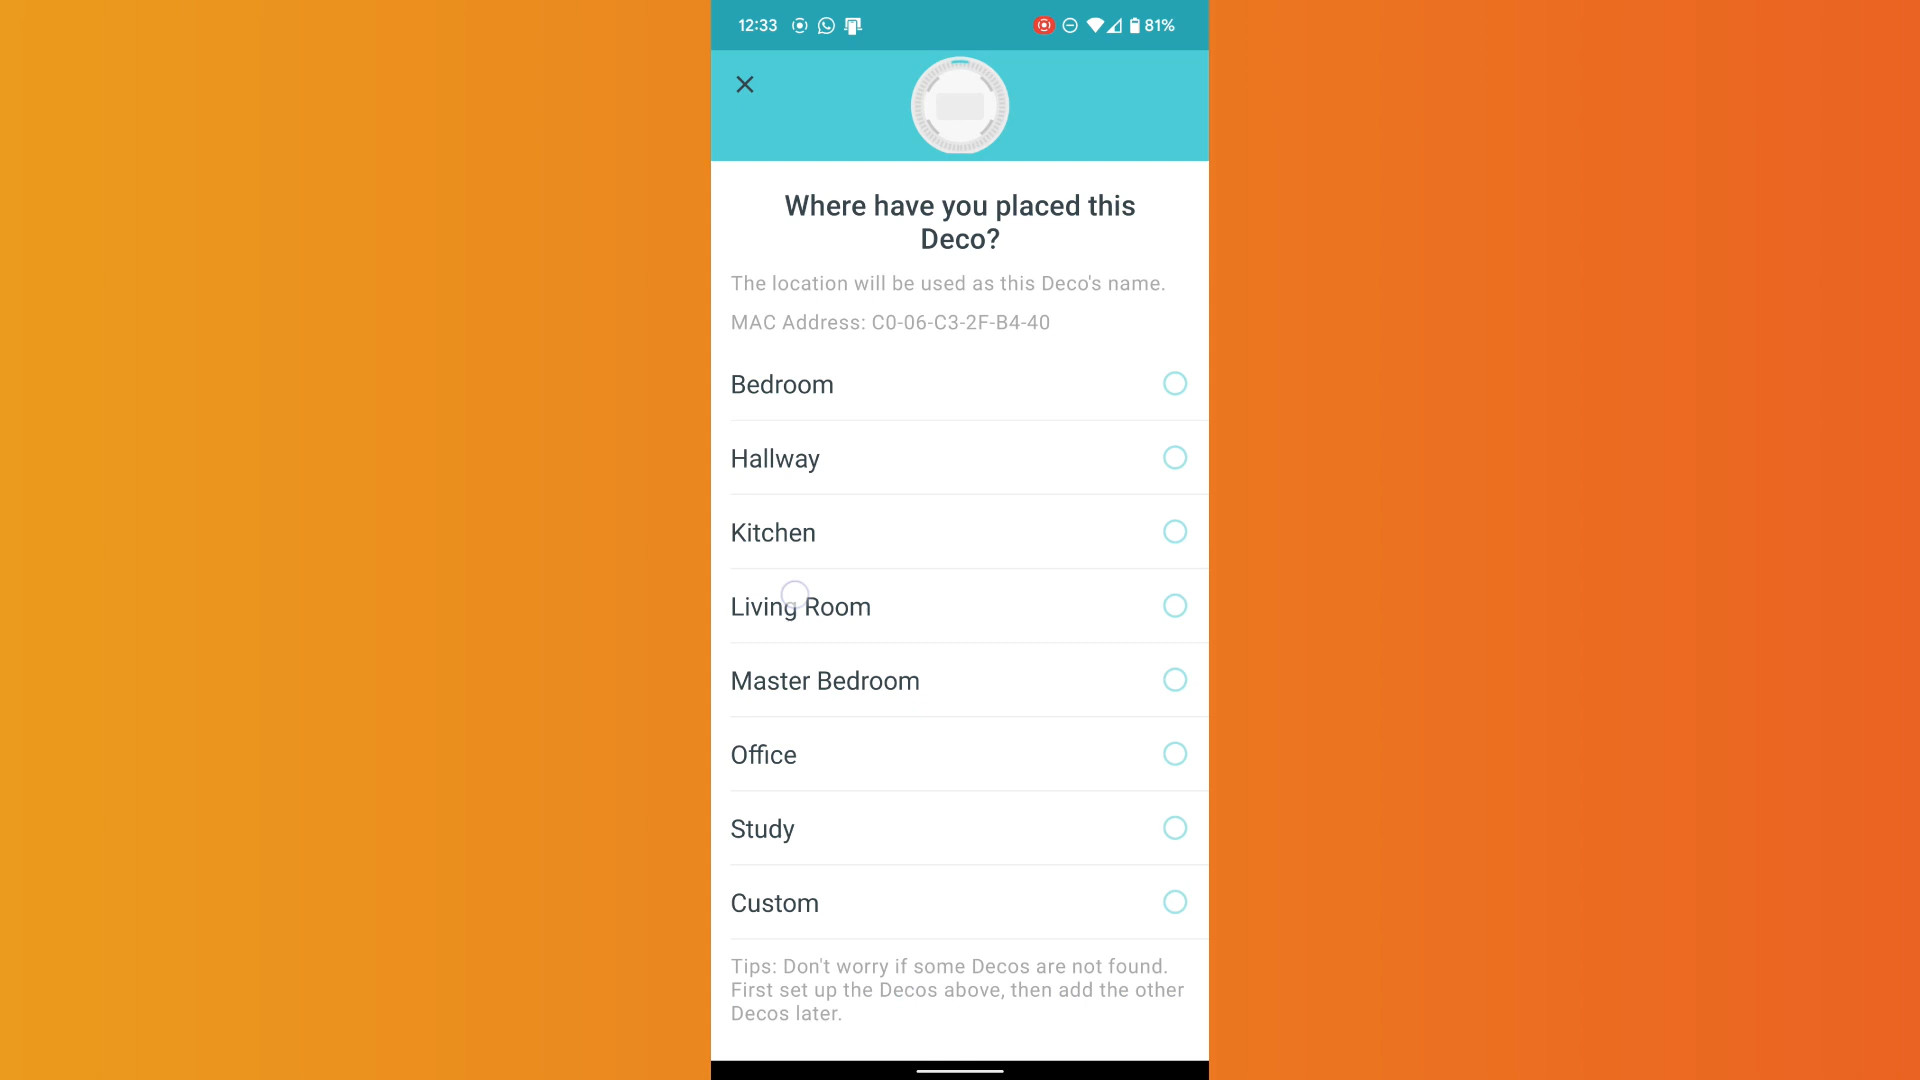 12:33
81%
Where have you placed this
Deco?
The location will be used as this Deco's name.
MAC Address: C0-06-C3-2F-B4-40
Bedroom
Hallway
Kitchen
Living Room
Master Bedroom
Office
Study
Custom
Tips: Don't worry if some Decos are not found.
First set up the Decos above, then add the other
Decos later.